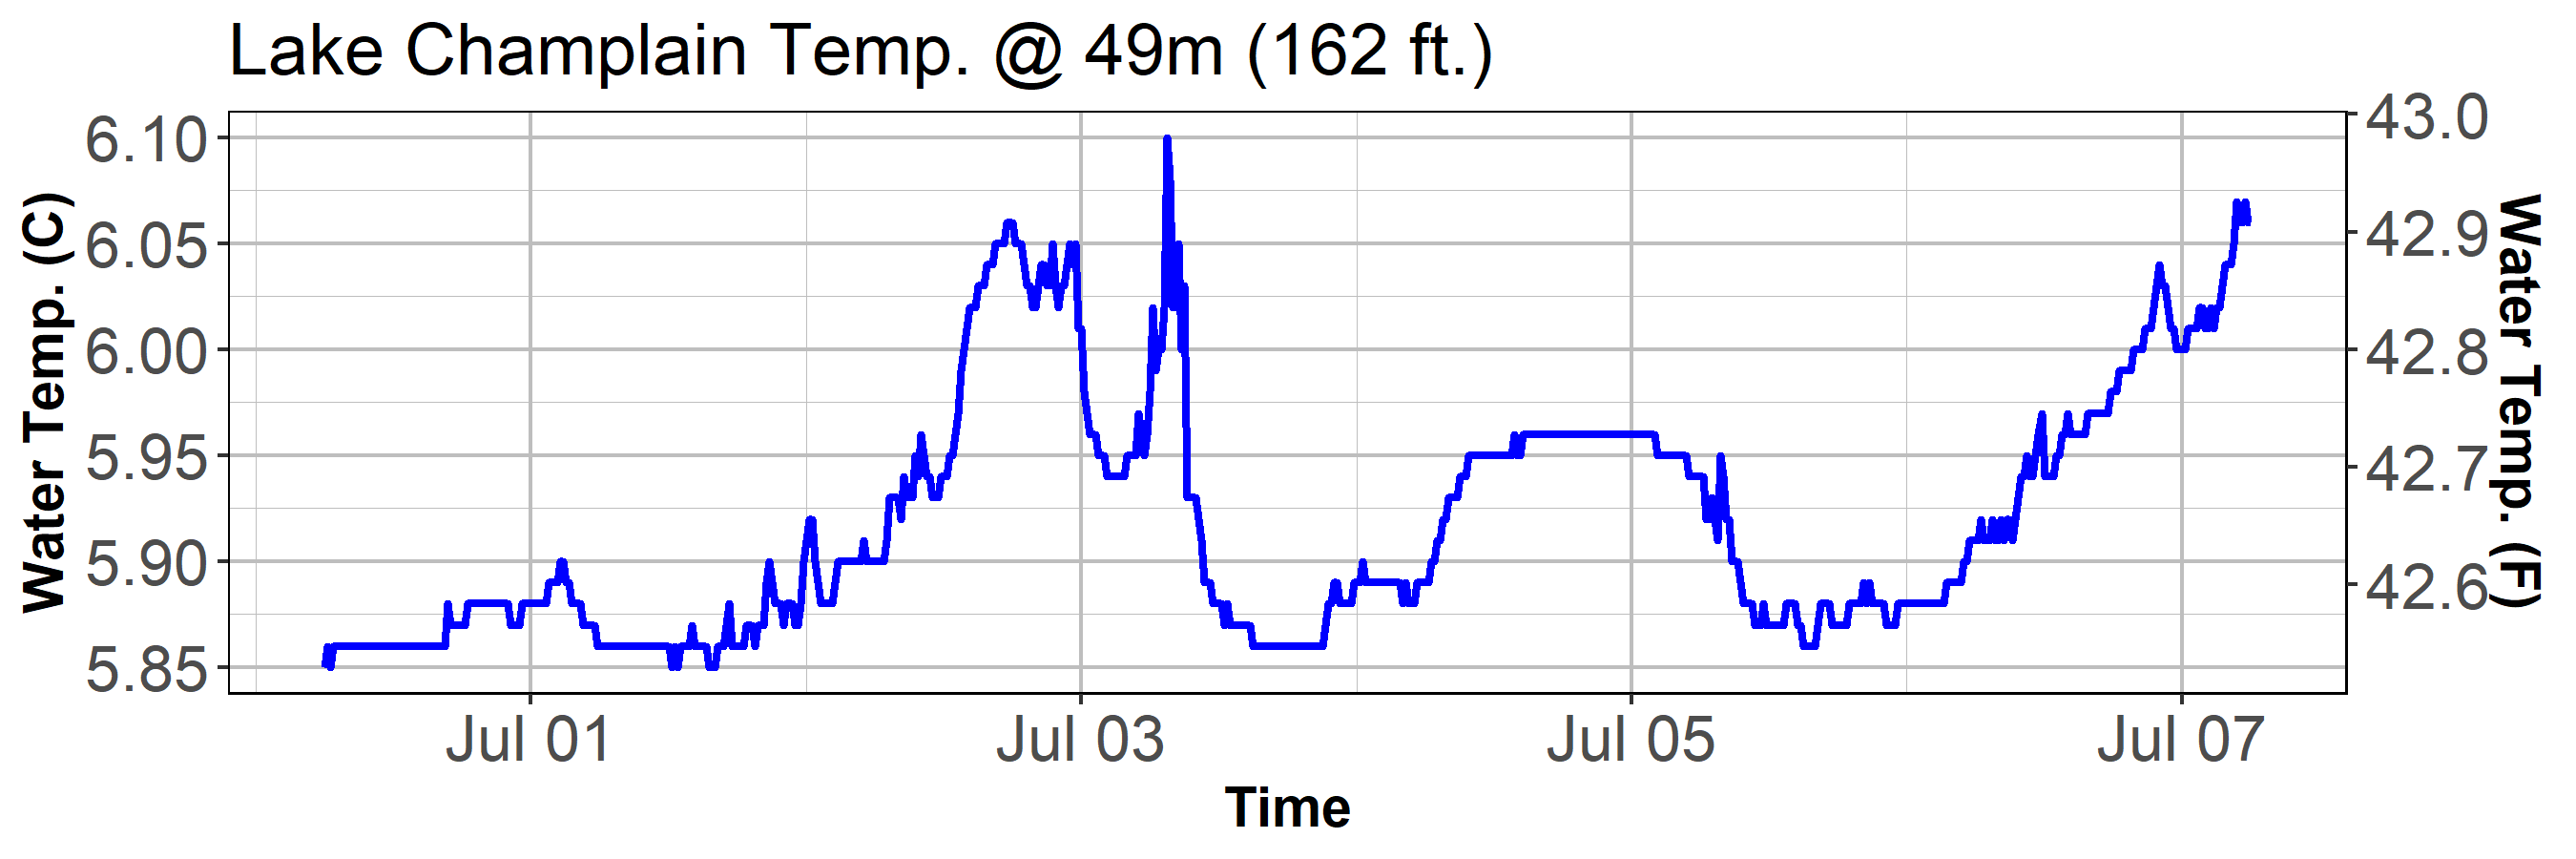 Lake Champlain Temp. @ 49m (162 ft.)
Water Temp. (C)
6.10
6.05
6.00
5.95
5.90
5.85
43.0
42.9
42.8
42.7
42.6
Water Temp. (F)
Jul 01
Jul 03
Jul 05
Jul 07
Time